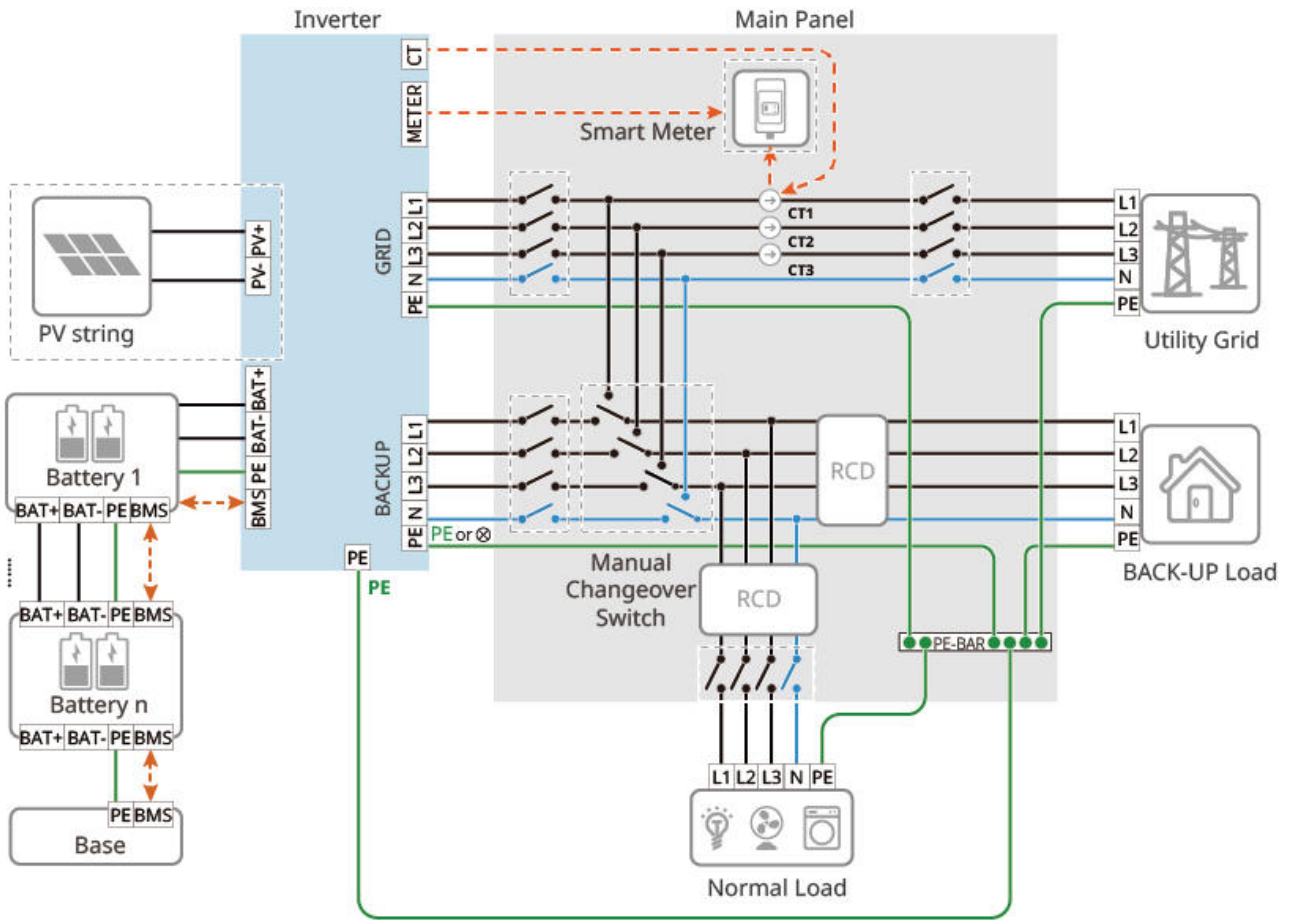 Inverter
Main Panel
CT
METER
Smart Meter
GRID
L1
L2
L3
N
PE
CT1
CT2
CT3
L1
L2
L3
N
PE
Utility Grid
PV+
PV-
PV string
BAT+
BAT-
PE
BMS
Battery 1
BAT+ BAT- PE BMS
......
BAT+ BAT- PE BMS
Battery n
BAT+ BAT- PE BMS
PE BMS
Base
BACKUP
L1
L2
L3
N
PE
PE or ⊗
PE
PE
Manual
Changeover
Switch
RCD
RCD
L1
L2
L3
N
PE
BACK-UP Load
PE-BAR
L1 L2 L3 N PE
Normal Load